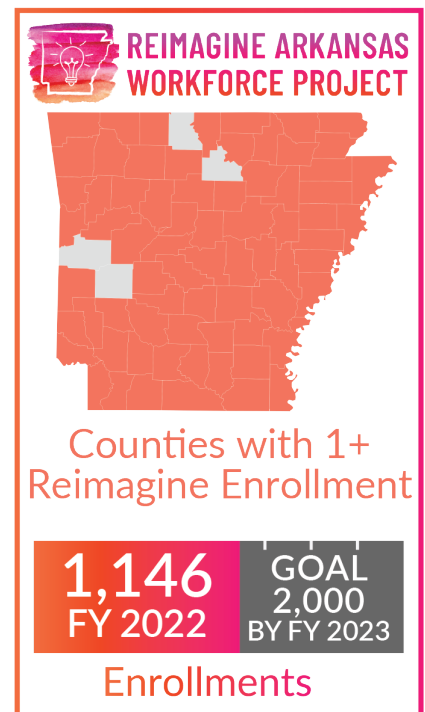 REIMAGINE ARKANSAS
WORKFORCE PROJECT
Counties with 1+
Reimagine Enrollment
1,146
FY 2022
GOAL
2,000
BY FY 2023
Enrollments